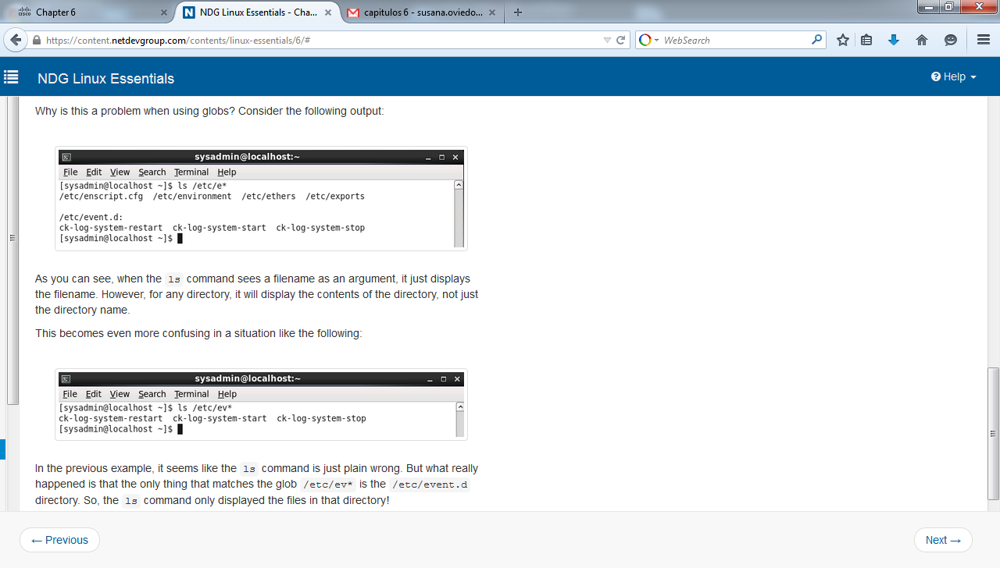 Chapter 6
NDG Linux Essentials - Cha...
capitulos 6 - susana.oviedo...
https://content.netdevgroup.com/contents/linux-essentials/6/#
WebSearch
NDG Linux Essentials
Help
Why is this a problem when using globs? Consider the following output:
sysadmin@localhost:~
File Edit View Search Terminal Help
[sysadmin@localhost ~]$ ls /etc/e*
/etc/enscript.cfg /etc/environment /etc/ethers /etc/exports
/etc/event.d:
ck-log-system-restart ck-log-system-start ck-log-system-stop
[sysadmin@localhost ~]$
As you can see, when the ls command sees a filename as an argument, it just displays
the filename. However, for any directory, it will display the contents of the directory, not just
the directory name.
This becomes even more confusing in a situation like the following:
sysadmin@localhost:~
File Edit View Search Terminal Help
[sysadmin@localhost ~]$ ls /etc/ev*
ck-log-system-restart ck-log-system-start ck-log-system-stop
[sysadmin@localhost ~]$
In the previous example, it seems like the ls command is just plain wrong. But what really
happened is that the only thing that matches the glob /etc/ev* is the /etc/event.d
directory. So, the ls command only displayed the files in that directory!
← Previous
Next →